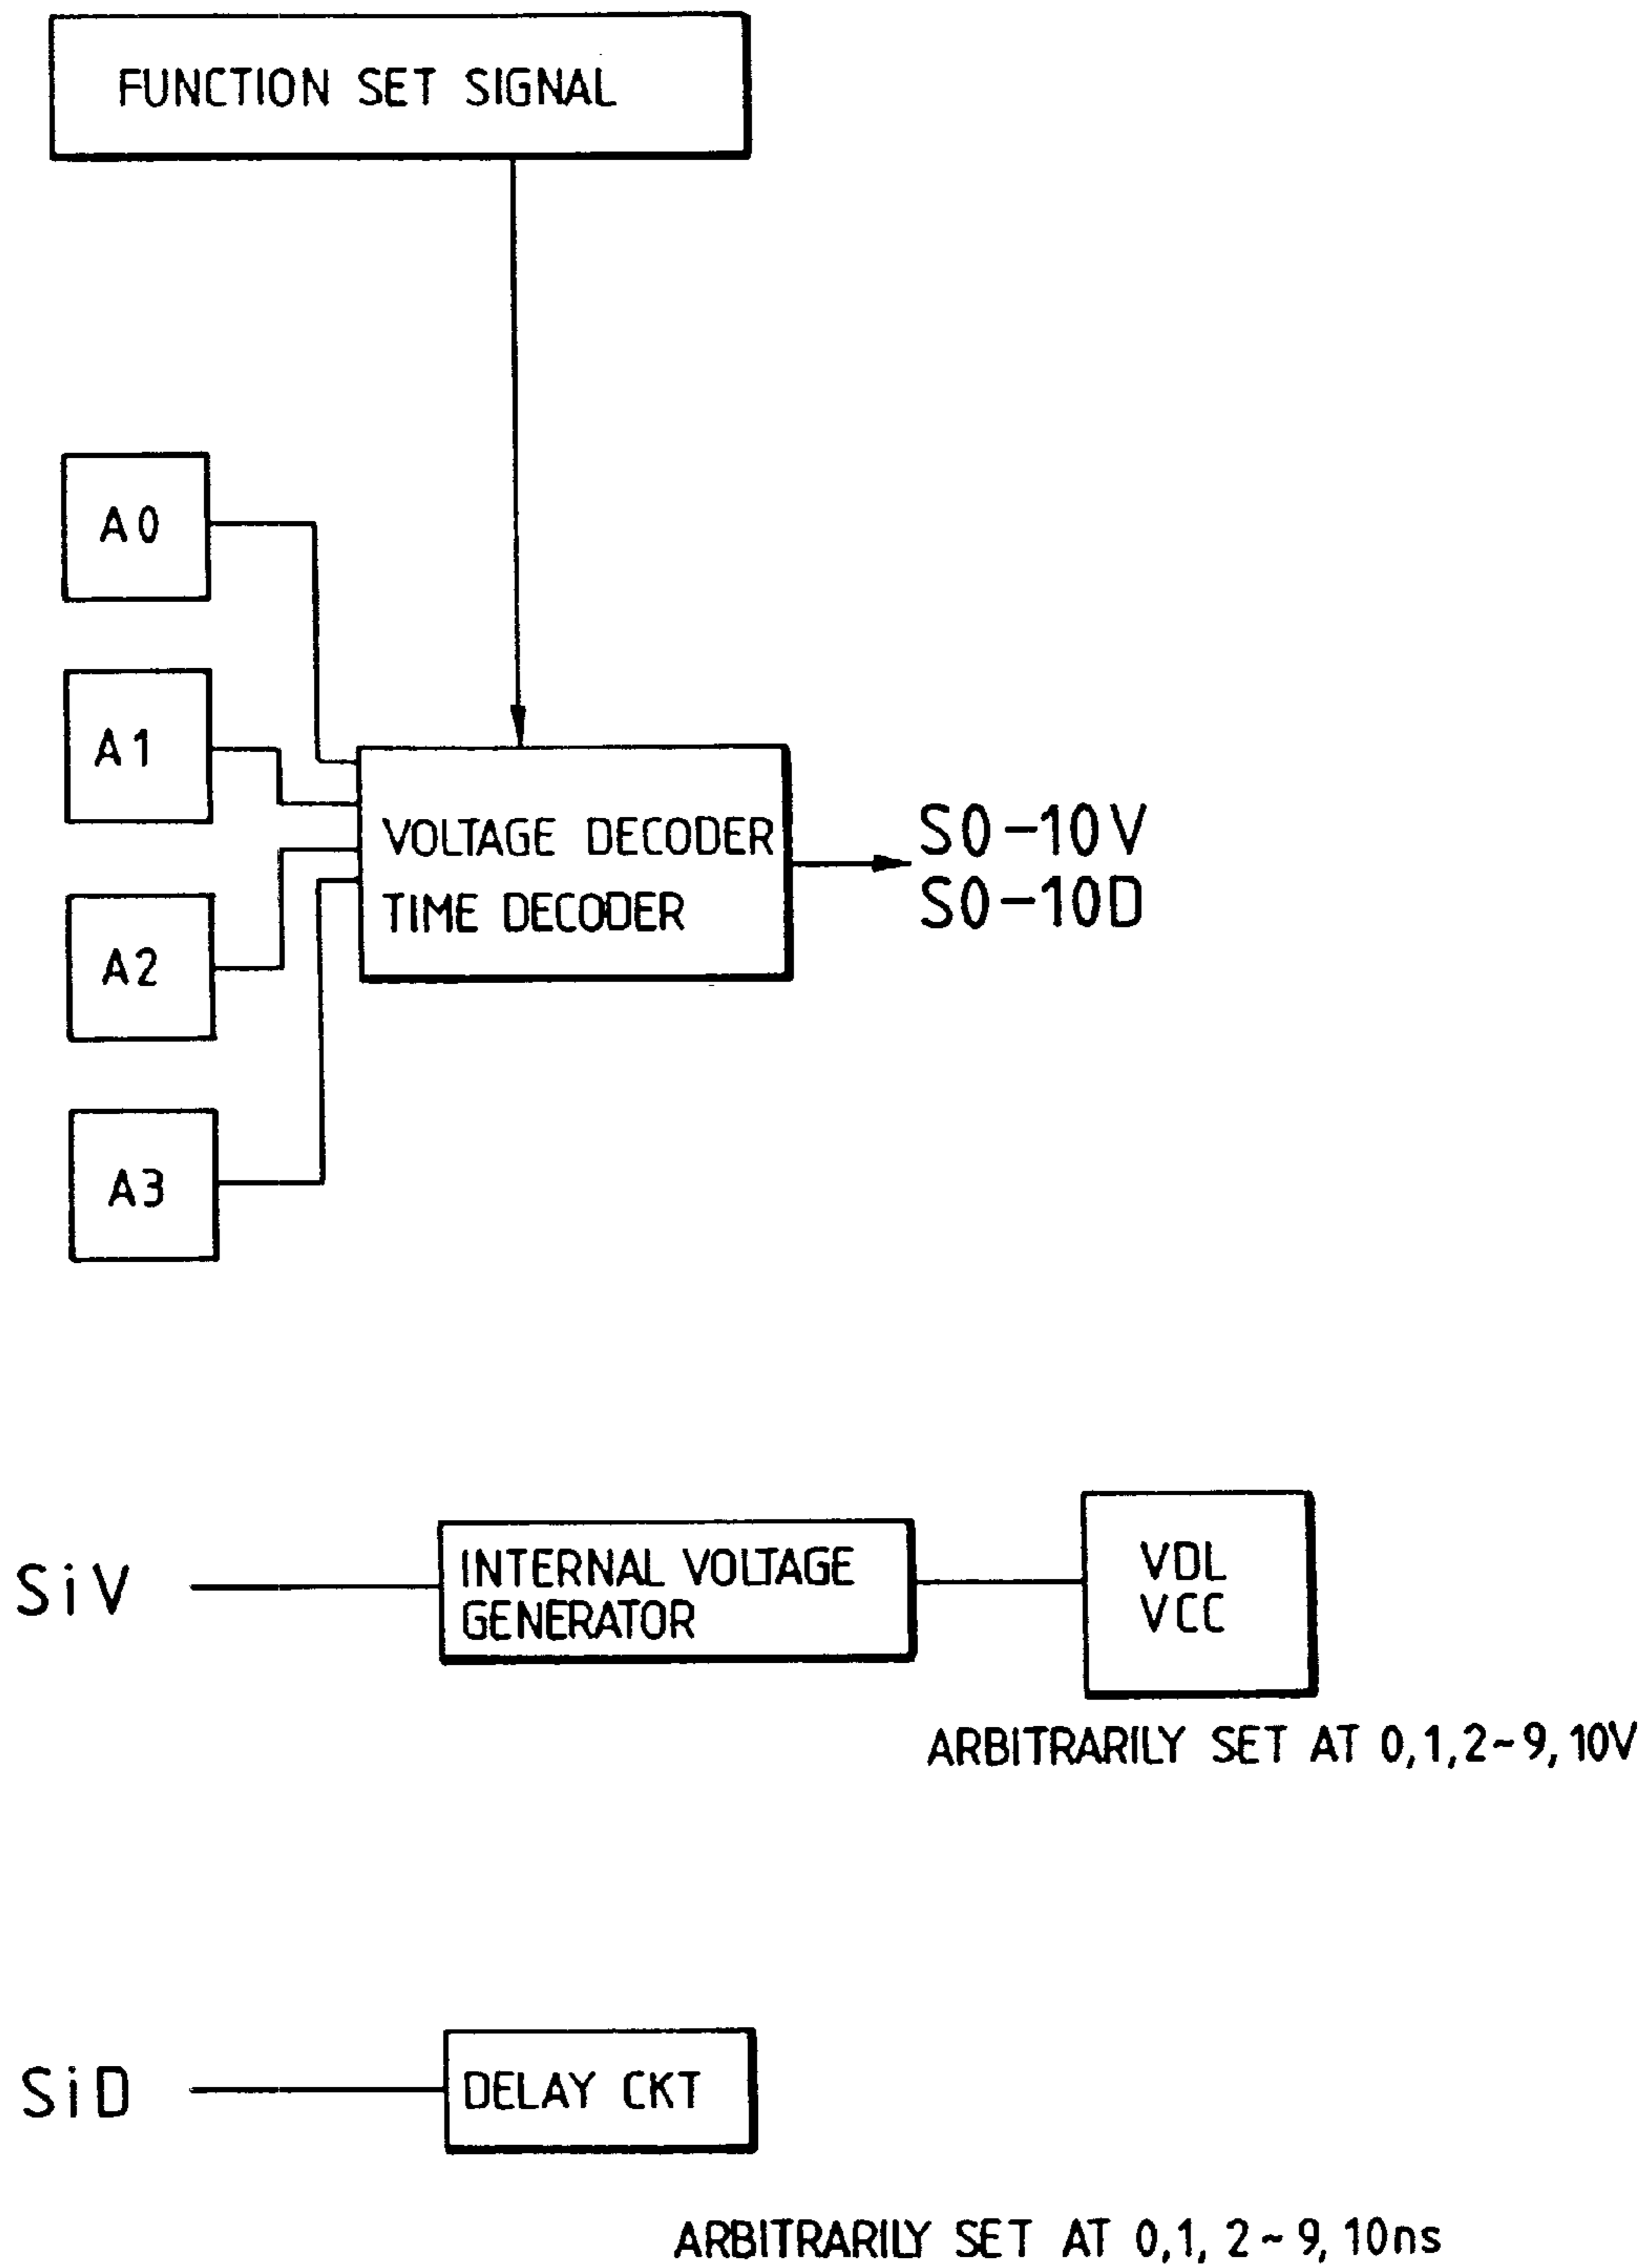 FUNCTION SET SIGNAL
A0
A1
A2
A3
VOLTAGE DECODER
TIME DECODER
S0-10V
S0-10D
SiV
INTERNAL VOLTAGE
GENERATOR
VDL
VCC
ARBITRARILY SET AT 0,1,2~9,10V
SiD
DELAY CKT
ARBITRARILY SET AT 0,1,2~9,10ns